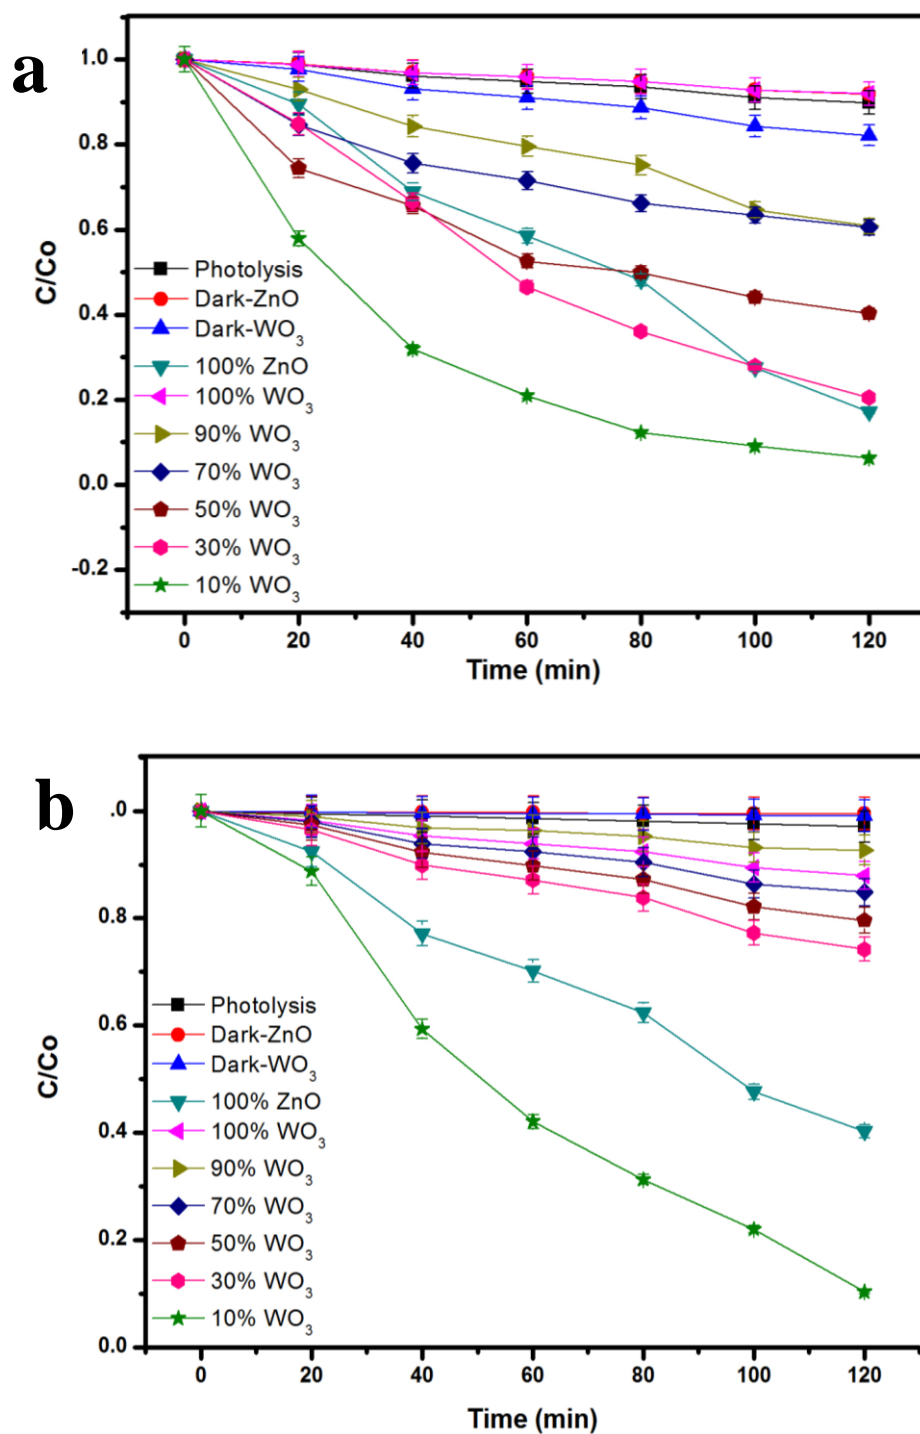 a
1.0
0.8
0.6
0.4
0.2
0.0
-0.2
C/Co
Photolysis
Dark-ZnO
Dark-WO3
100% ZnO
100% WO3
90% WO3
70% WO3
50% WO3
30% WO3
10% WO3
0 20 40 60 80 100 120
Time (min)
b
.0
0.8
0.6
0.4
0.2
0.0
C/Co
Photolysis
Dark-ZnO
Dark-WO3
100% ZnO
100% WO3
90% WO3
70% WO3
50% WO3
30% WO3
10% WO3
0 20 40 60 80 100 120
Time (min)